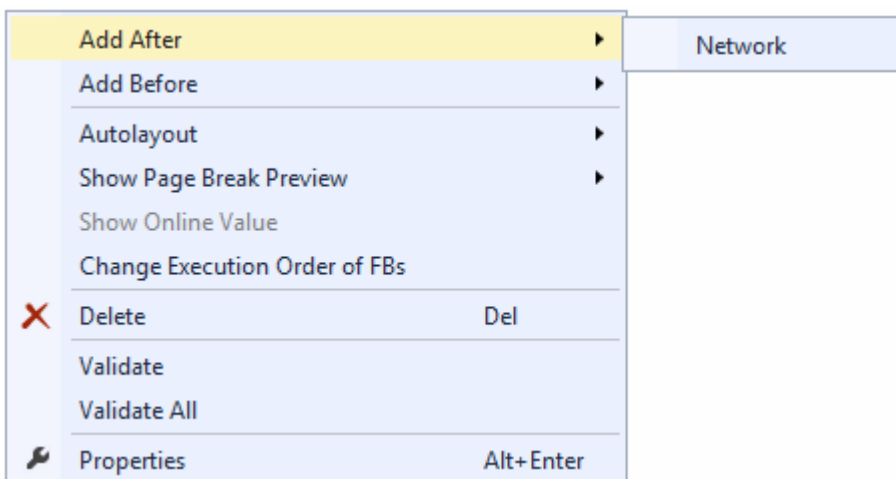 Add After
Network
Add Before
Autolayout
Show Page Break Preview
Show Online Value
Change Execution Order of FBs
Delete Del
Validate
Validate All
Properties Alt+Enter